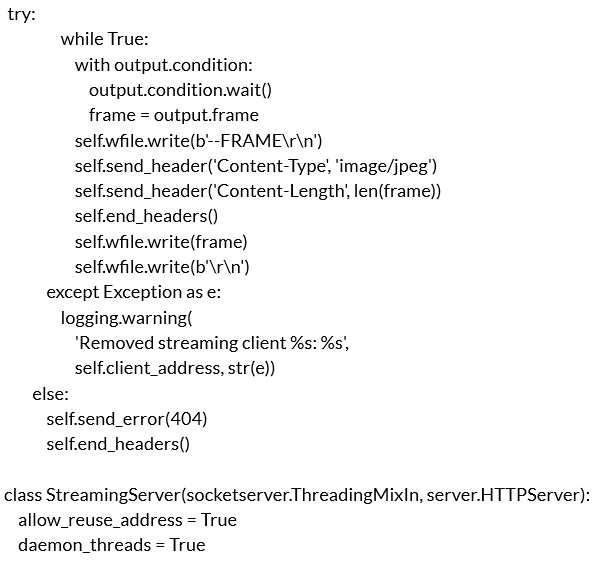 try:
while True:
with output.condition:
output.condition.wait()
frame = output.frame
self.wfile.write(b'--FRAME\r\n')
self.send_header('Content-Type', 'image/jpeg')
self.send_header('Content-Length', len(frame))
self.end_headers()
self.wfile.write(frame)
self.wfile.write(b'\r\n')
except Exception as e:
logging.warning(
'Removed streaming client %s: %s',
self.client_address, str(e))
else:
self.send_error(404)
self.end_headers()
class StreamingServer(socketserver.ThreadingMixIn, server.HTTPServer):
allow_reuse_address = True
daemon_threads = True